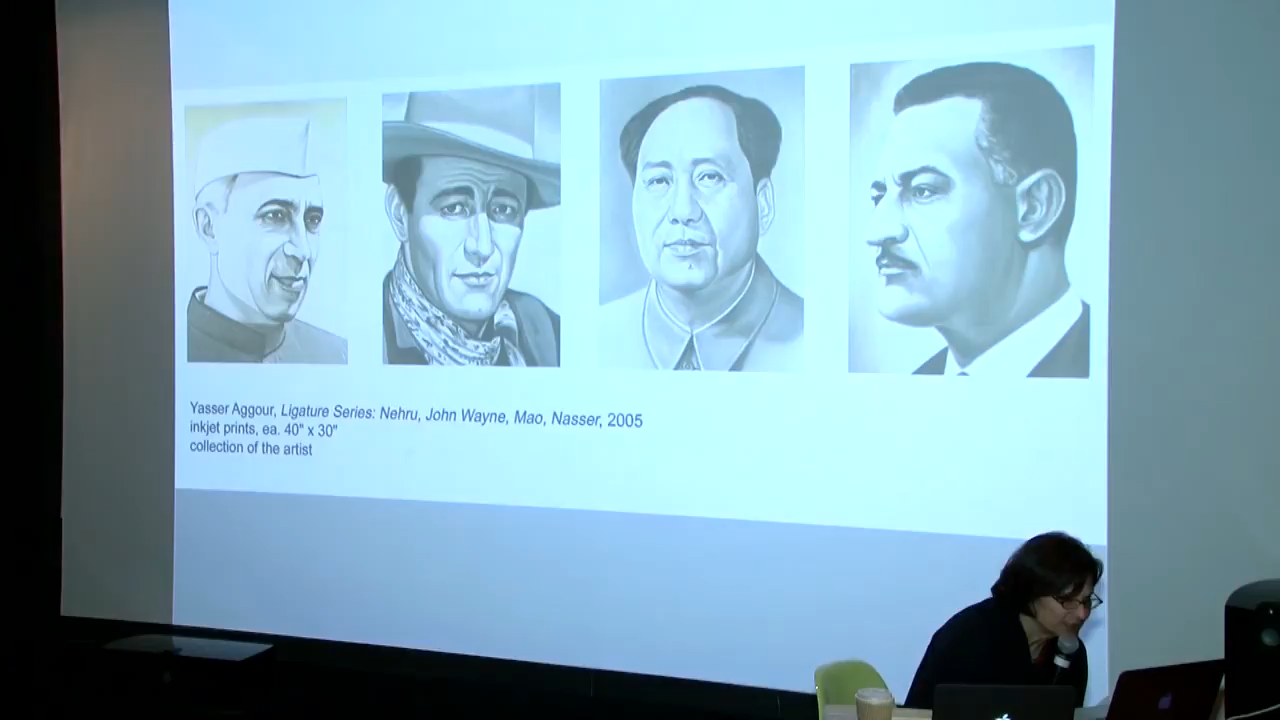 Yasser Aggour, Ligature Series: Nehru, John Wayne, Mao, Nasser, 2005
inkjet prints, ea. 40" x 30"
collection of the artist